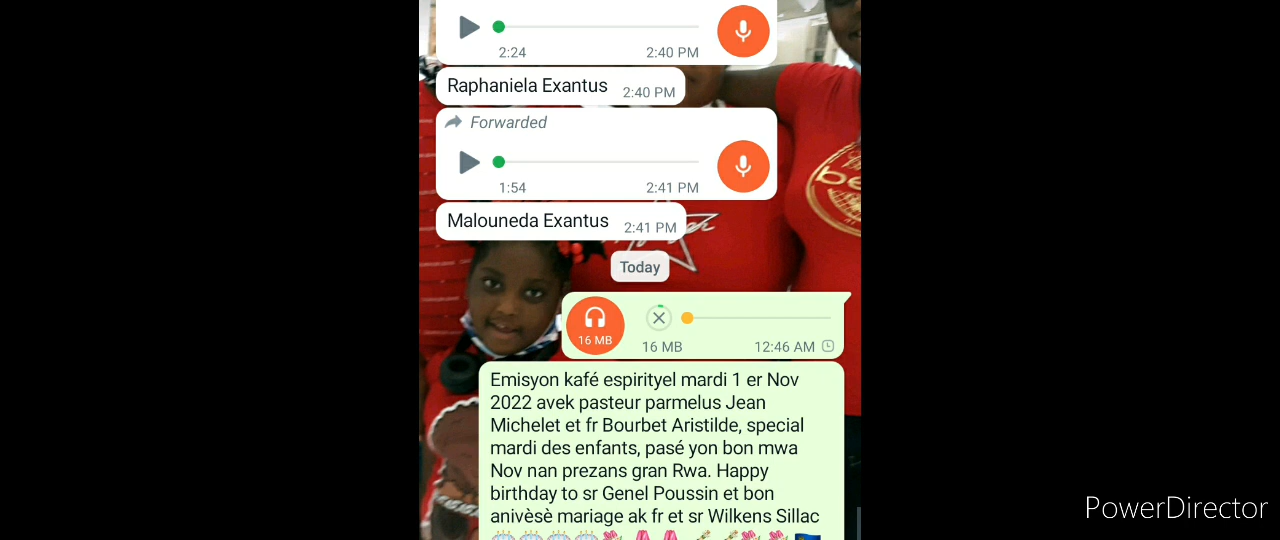 2:24 2:40 PM
Raphaniela Exantus 2:40 PM
Forwarded
1:54 2:41 PM
Malouneda Exantus 2:41 PM
Today
16 MB 16 MB 12:46 AM
Emisyon kafé espirityel mardi 1 er Nov
2022 avek pasteur parmelus Jean
Michelet et fr Bourbet Aristilde, special
mardi des enfants, pasé yon bon mwa
Nov nan prezans gran Rwa. Happy
birthday to sr Genel Poussin et bon
anivèsè mariage ak fr et sr Wilkens Sillac
PowerDirector